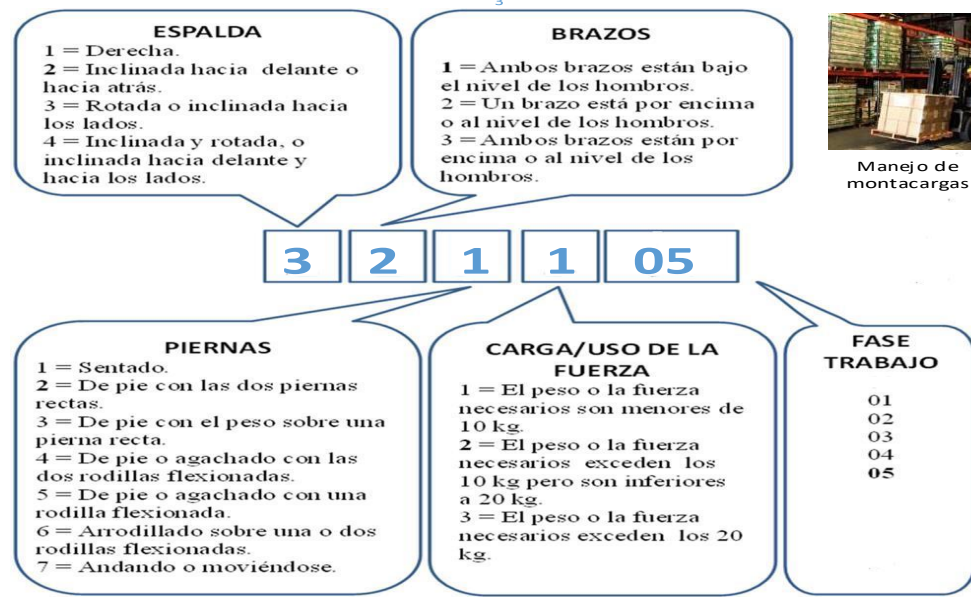 3
ESPALDA
1 = Derecha.
2 = Inclinada hacia delante o
hacia atrás.
3 = Rotada o inclinada hacia
los lados.
4 = Inclinada y rotada, o
inclinada hacia delante y
hacia los lados.
BRAZOS
1 = Ambos brazos están bajo
el nivel de los hombros.
2 = Un brazo está por encima
o al nivel de los hombros.
3 = Ambos brazos están por
encima o al nivel de los
hombros.
Manejo de
montacargas
3 2 1 1 05
PIERNAS
1 = Sentado.
2 = De pie con las dos piernas
rectas.
3 = De pie con el peso sobre una
pierna recta.
4 = De pie o agachado con las
dos rodillas flexionadas.
5 = De pie o agachado con una
rodilla flexionada.
6 = Arrodillado sobre una o dos
rodillas flexionadas.
7 = Andando o moviéndose.
CARGA/USO DE LA
FUERZA
1 = El peso o la fuerza
necesarios son menores de
10 kg.
2 = El peso o la fuerza
necesarios exceden los
10 kg pero son inferiores
a 20 kg.
3 = El peso o la fuerza
necesarios exceden los 20
kg.
FASE
TRABAJO
01
02
03
04
05